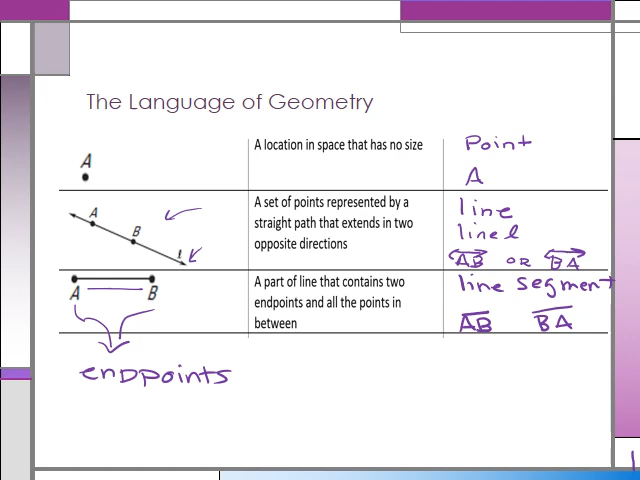 The Language of Geometry
A
A location in space that has no size
Point
A
A
B
l
A set of points represented by a
straight path that extends in two
opposite directions
line
line l
AB OR BA
A B
A part of line that contains two
endpoints and all the points in
between
line segment
AB BA
endpoints